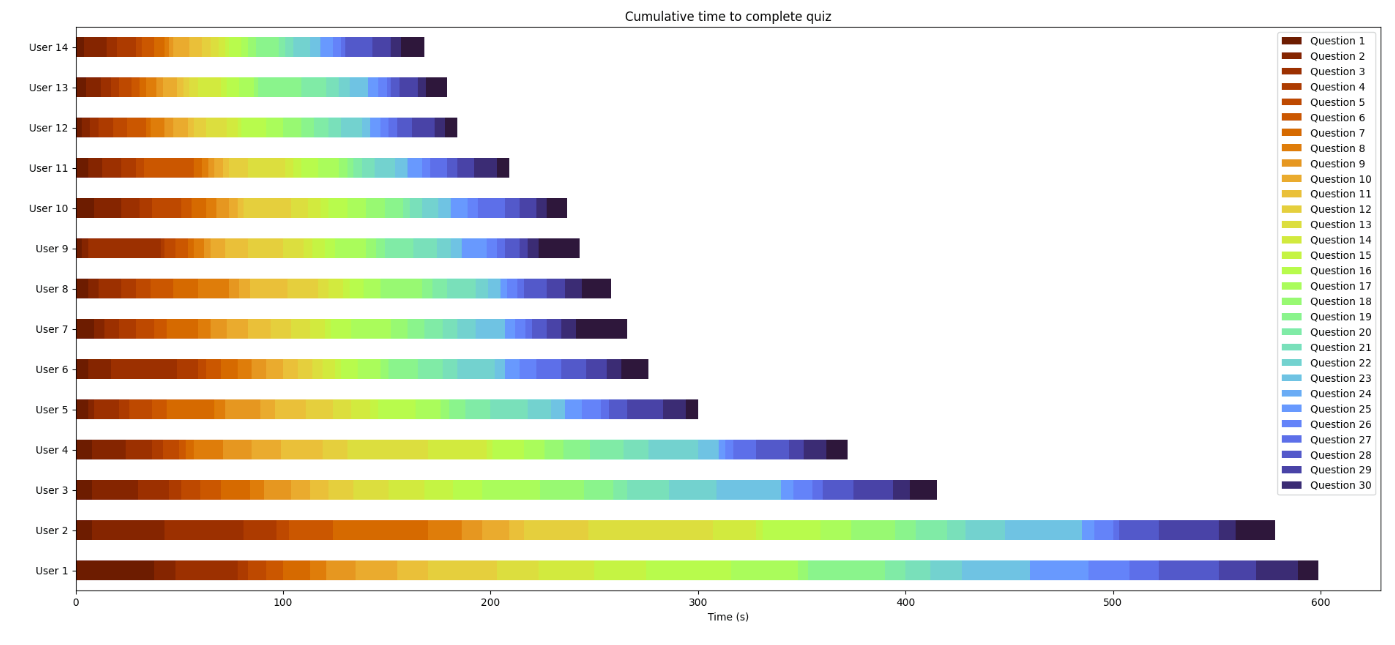 Cumulative time to complete quiz
User 14
User 13
User 12
User 11
User 10
User 9
User 8
User 7
User 6
User 5
User 4
User 3
User 2
User 1
0 100 200 300 400 500 600
Time (s)
Question 1
Question 2
Question 3
Question 4
Question 5
Question 6
Question 7
Question 8
Question 9
Question 10
Question 11
Question 12
Question 13
Question 14
Question 15
Question 16
Question 17
Question 18
Question 19
Question 20
Question 21
Question 22
Question 23
Question 24
Question 25
Question 26
Question 27
Question 28
Question 29
Question 30